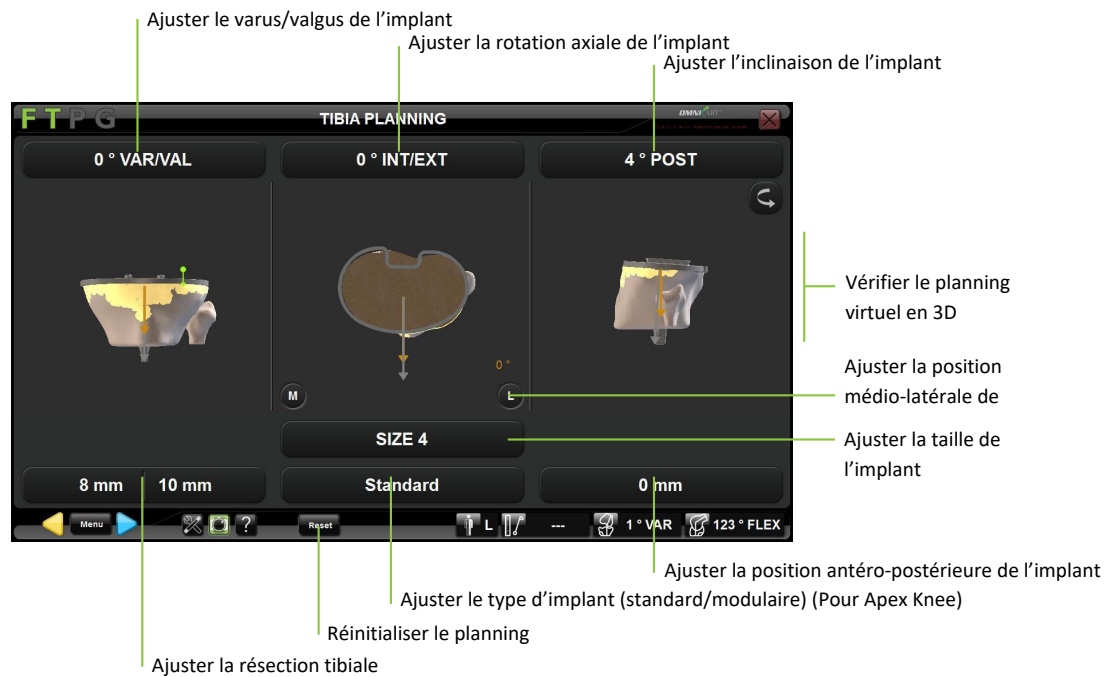 Ajuster le varus/valgus de l’implant
Ajuster la rotation axiale de l’implant
Ajuster l’inclinaison de l’implant
F T P G
TIBIA PLANNING
0 ° VAR/VAL
0 ° INT/EXT
4 ° POST
Vérifier le planning
virtuel en 3D
0 °
M
L
Ajuster la position
médio-latérale de
SIZE 4
Ajuster la taille de
l’implant
8 mm
10 mm
Standard
0 mm
Menu
?
Reset
L
---
1 ° VAR
123 ° FLEX
Ajuster la position antéro-postérieure de l’implant
Ajuster le type d’implant (standard/modulaire) (Pour Apex Knee)
Réinitialiser le planning
Ajuster la résection tibiale